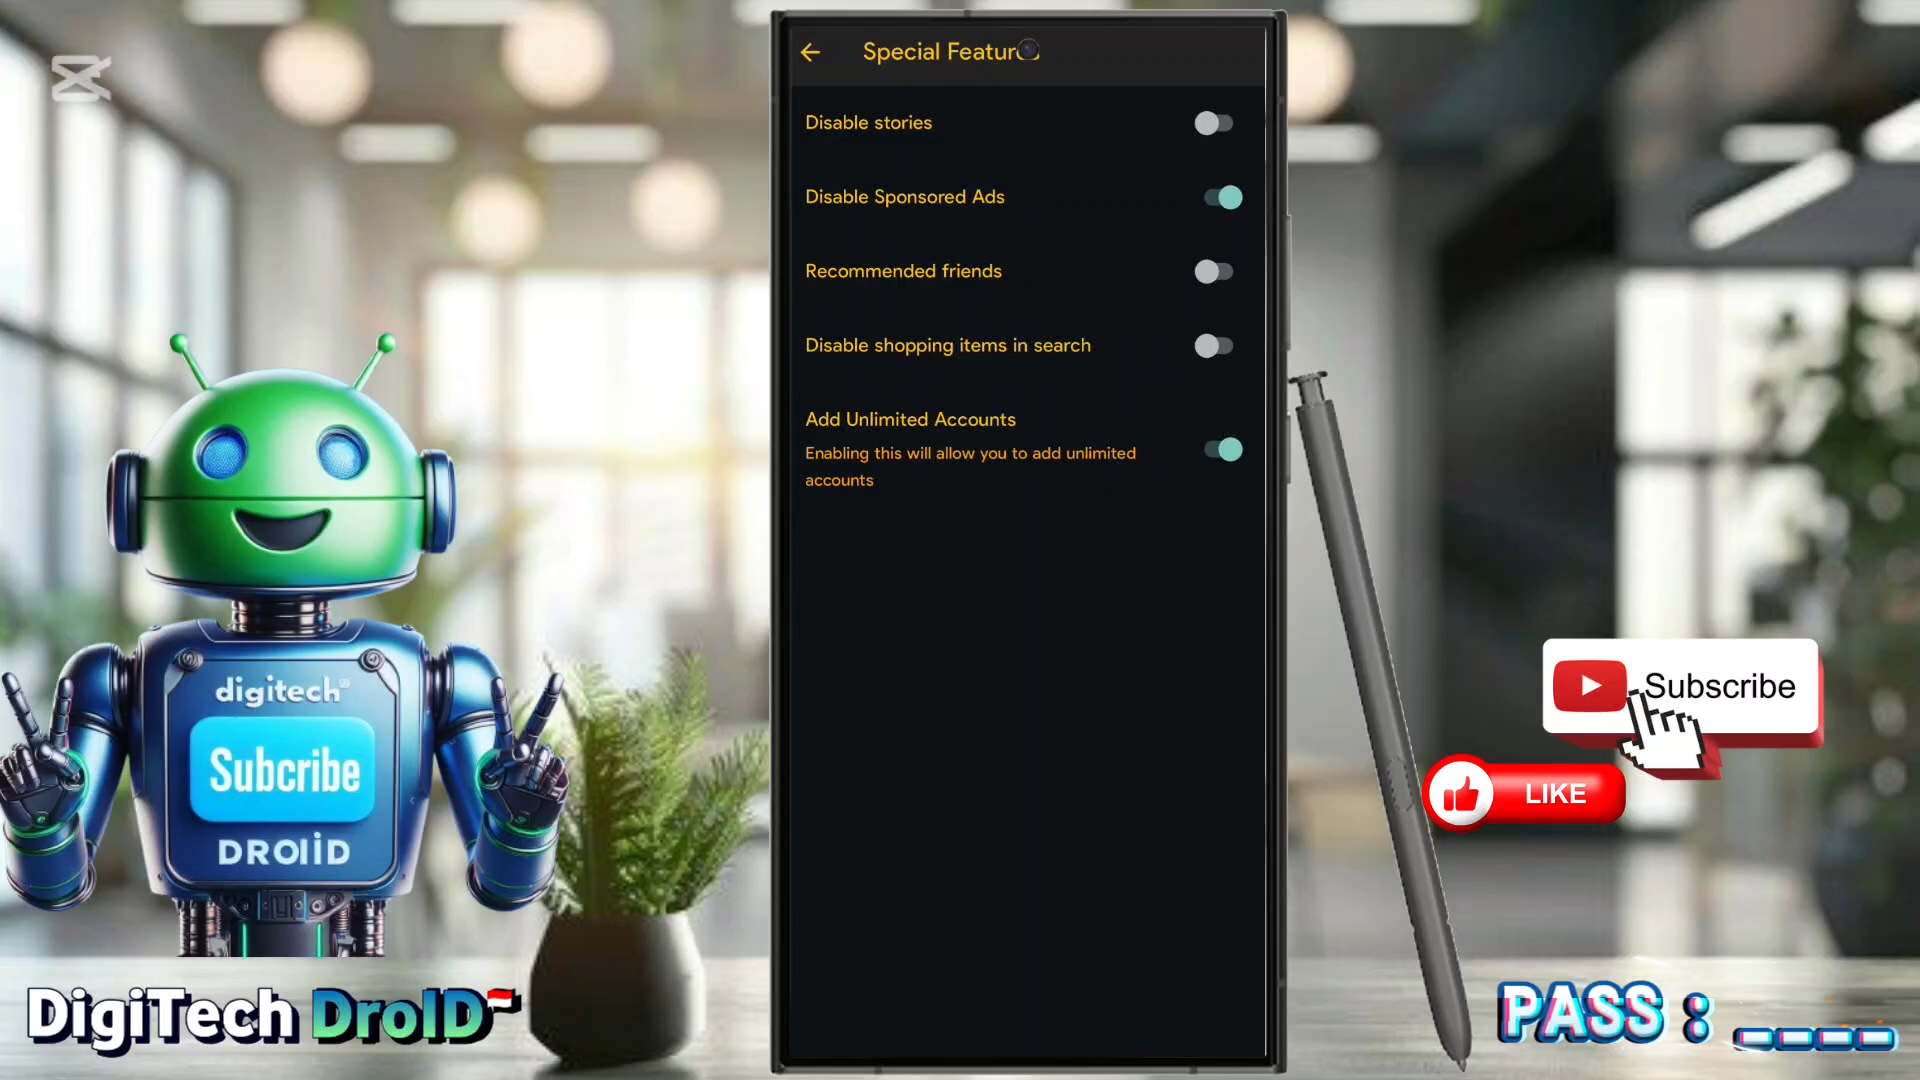 Special Featur
Disable stories
Disable Sponsored Ads
Recommended friends
Disable shopping items in search
Add Unlimited Accounts
Enabling this will allow you to add unlimited
accounts
digitech
Subcribe
DROIID
DigiTech DroID
Subscribe
LIKE
PASS : _ _ _ _